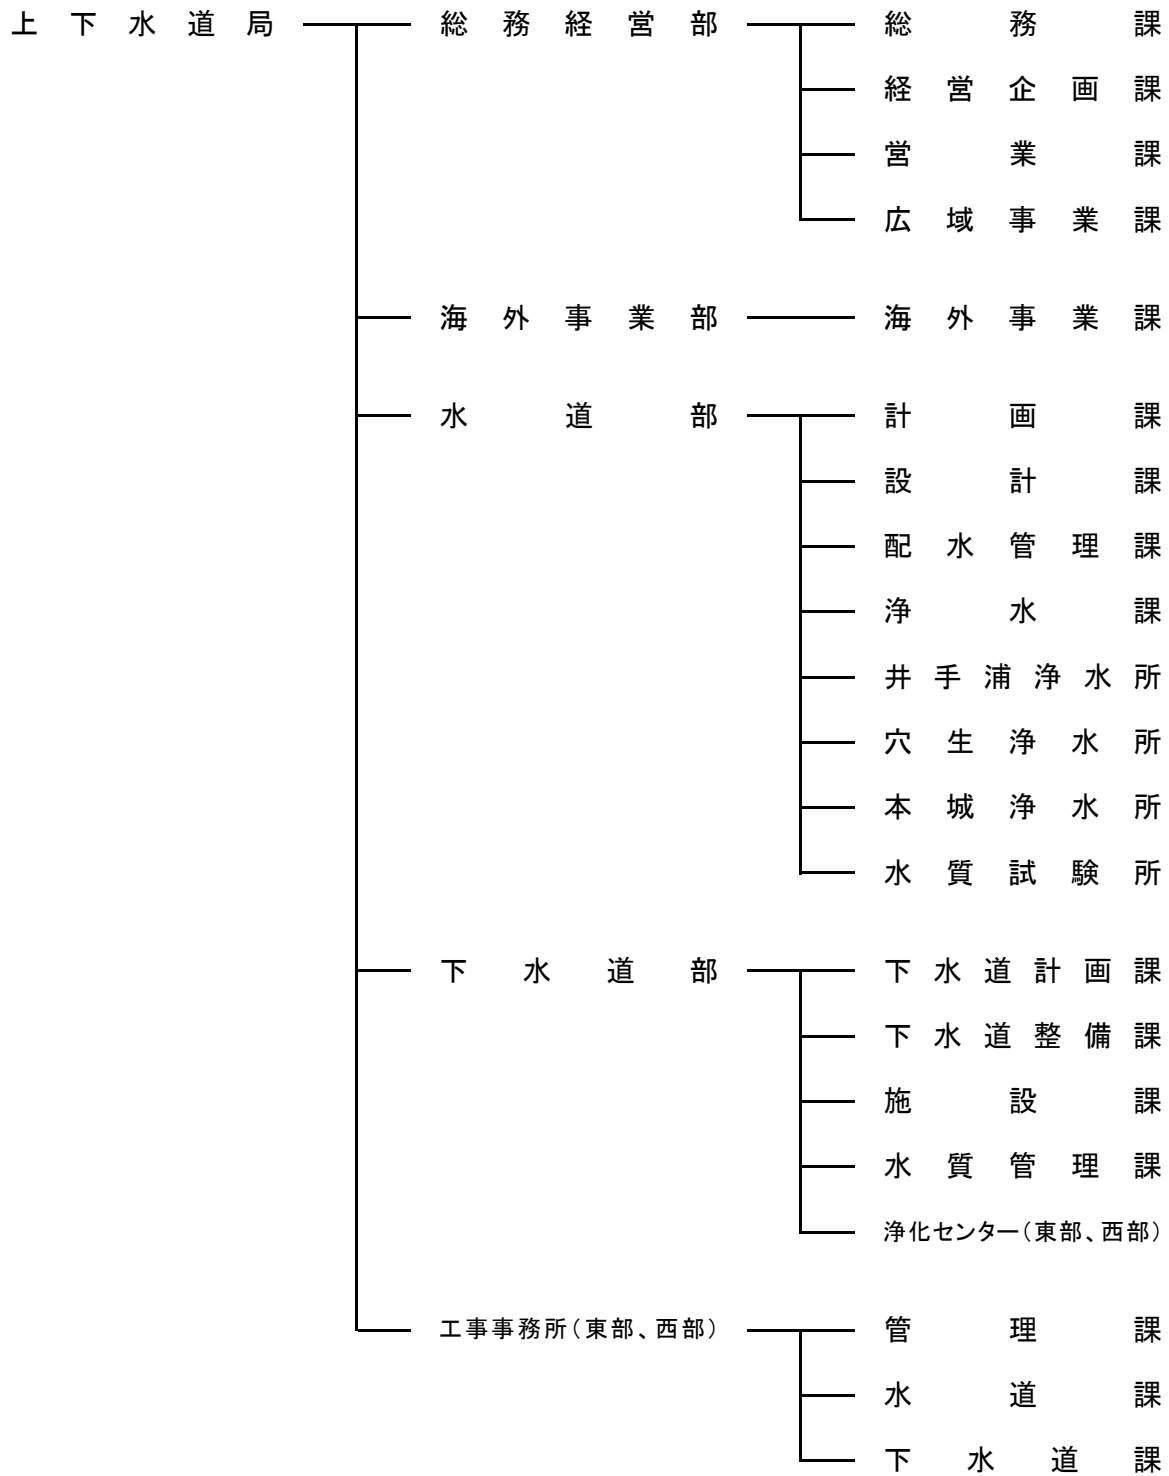 上下水道局 総務経営部 総務課
経営企画課
営業課
広域事業課
海外事業部 海外事業課
水道部 計画課
設計課
配水管理課
浄水課
井手浦浄水所
穴生浄水所
本城浄水所
水質試験所
下水道部 下水道計画課
下水道整備課
施設課
水質管理課
浄化センター（東部、西部）
工事事務所（東部、西部） 管理課
水道課
下水道課